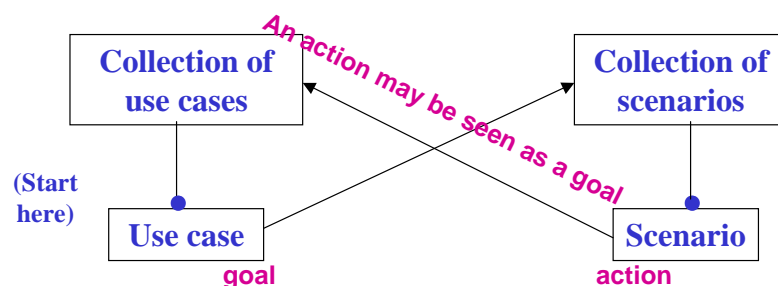 Collection of
use cases
An action may be seen as a goal
Collection of
scenarios
(Start
here)
Use case
goal
Scenario
action